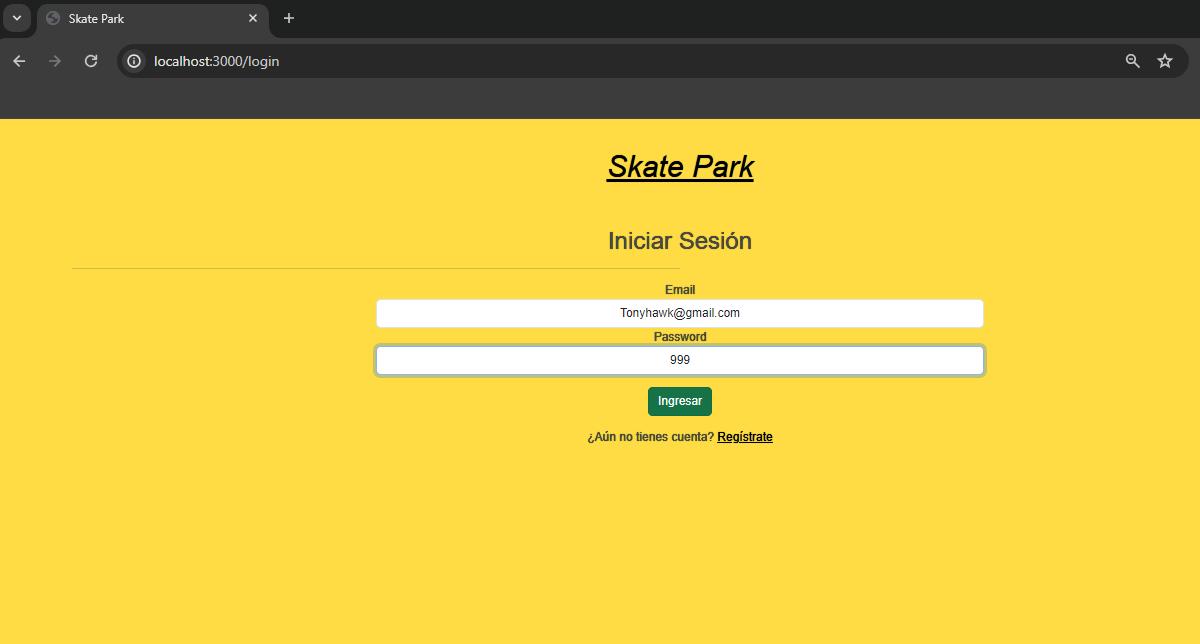 Skate Park
localhost:3000/login
Skate Park
Iniciar Sesión
Email
Tonyhawk@gmail.com
Password
999
Ingresar
¿Aún no tienes cuenta? Regístrate